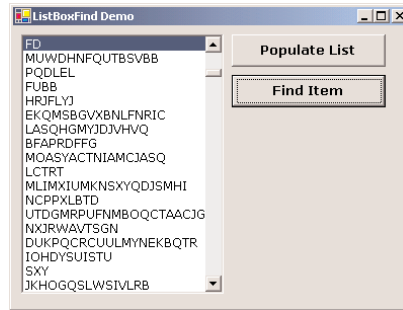 ListBoxFind Demo
FD
MUWDHNFQUTBSVBB
PQDLEL
FUBB
HRJFLYJ
EKQMSBGVXBNLFNRIC
LASQHGMYJDJVHVQ
BFAPRDFFG
MOASYACTNIAMCJASQ
LCTRT
MLIMXIUMKNSXYQDJSMHI
NCPPXLBTD
UTDGMRPUFNMBOQCTAACJG
NXJRWAVTSGN
DUKPQCRCUULMYNEKBQTR
IOHDYSUISTU
SXY
JKHOGQSLWSIVLRB
Populate List
Find Item